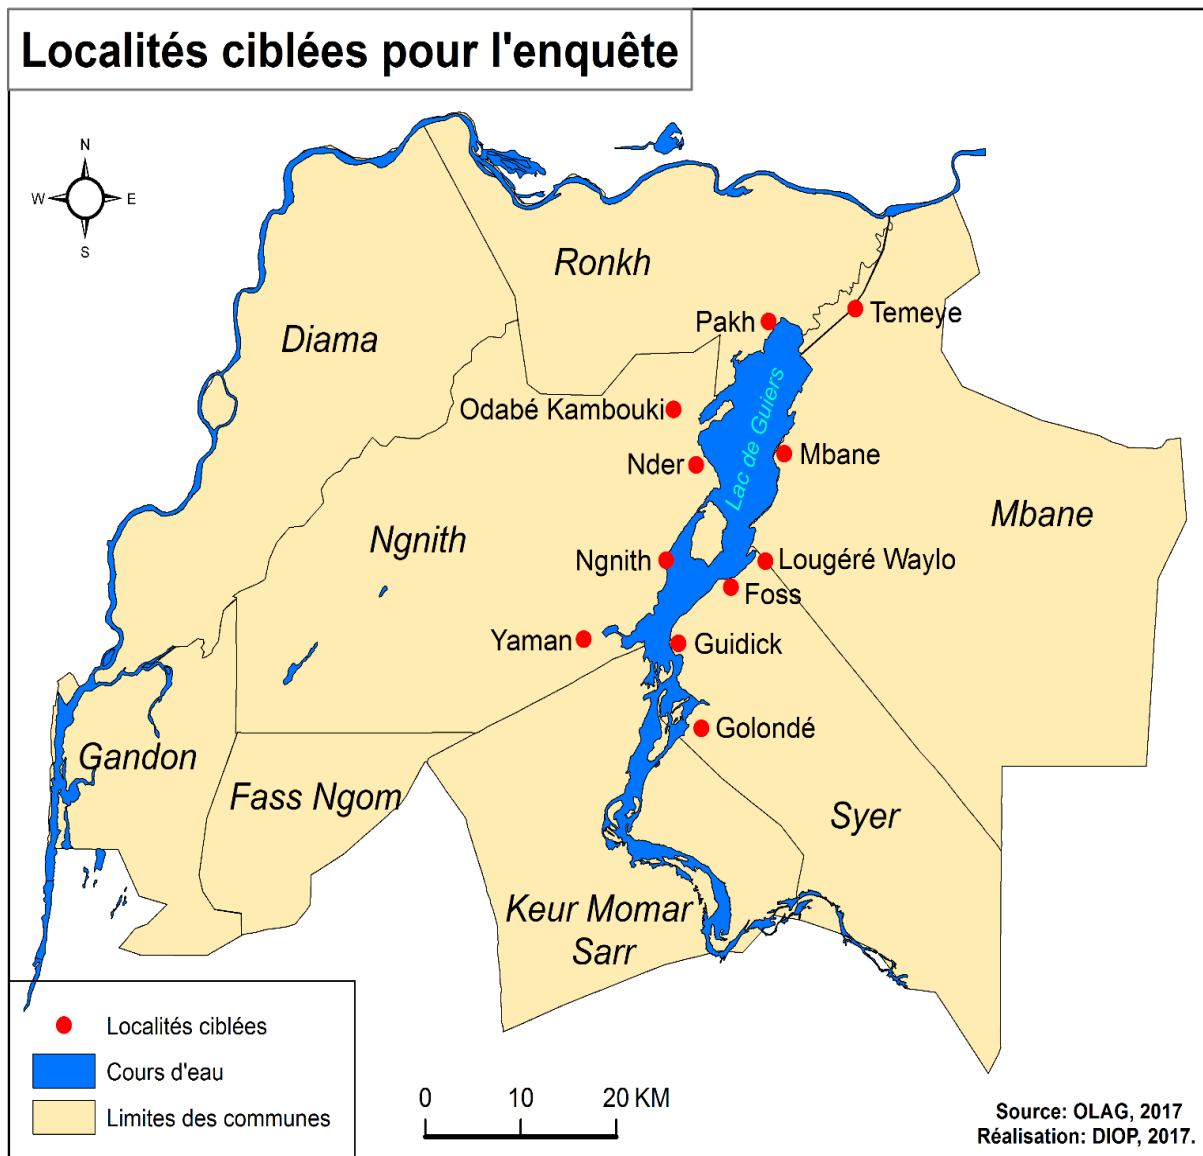 Localités ciblées pour l'enquête
N
W
E
S
Ronkh
Diama
Pakh
Temeye
Lac de Guiers
Odabé Kambouki
Nder
Mbane
Mbane
Ngnith
Ngnith
Lougéré Waylo
Foss
Yaman
Guidick
Golondé
Gandon
Fass Ngom
Syer
Keur Momar
Sarr
Localités ciblées
Cours d'eau
Limites des communes
0 10 20 KM
Source: OLAG, 2017
Réalisation: DIOP, 2017.